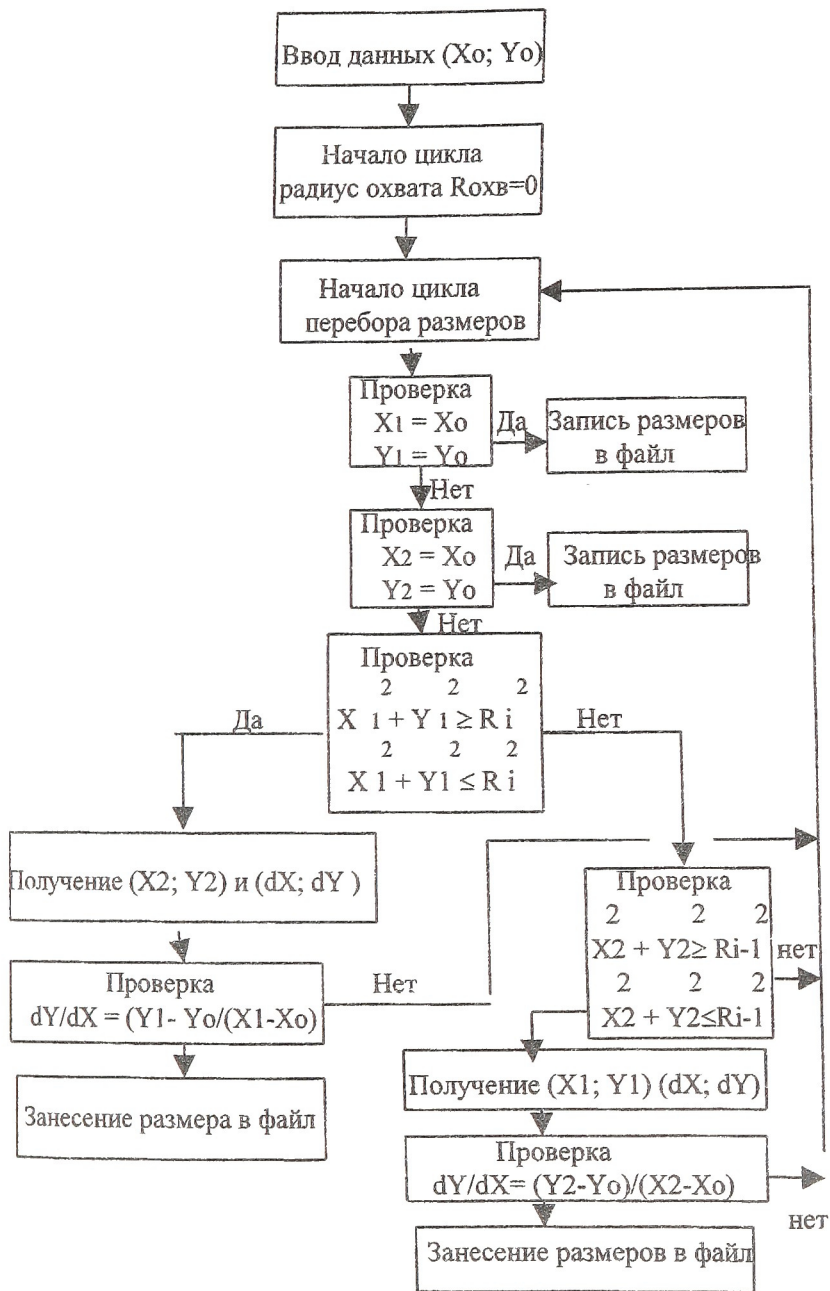 Ввод данных (Xo; Yo)
Начало цикла
радиус охвата Rохв=0
Начало цикла
перебора размеров
Проверка
X1 = Xo
Y1 = Yo
Да
Запись размеров
в файл
Нет
Проверка
X2 = Xo
Y2 = Yo
Да
Запись размеров
в файл
Нет
Проверка
2 2 2
X 1 + Y 1 ≥ R i
2 2 2
X 1 + Y1 ≤ R i
Да
Нет
Получение (X2; Y2) и (dX; dY )
Проверка
dY/dX = (Y1- Yo/(X1-Xo)
Нет
Занесение размера в файл
Проверка
2 2 2
X2 + Y2≥ Ri-1
нет
2 2 2
X2 + Y2≤Ri-1
Получение (X1; Y1) (dX; dY)
Проверка
dY/dX= (Y2-Yo)/(X2-Xo)
нет
Занесение размеров в файл